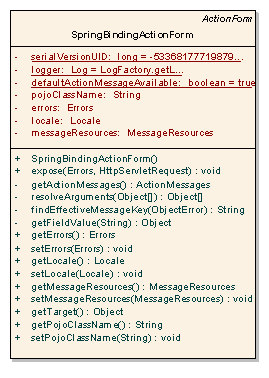 ActionForm
SpringBindingActionForm
- serialVersionUID: long = -53368177719879...
- logger: Log = LogFactory.getL...
- defaultActionMessageAvailable: boolean = true
- pojoClassName: String
- errors: Errors
- locale: Locale
- messageResources: MessageResources
+ SpringBindingActionForm()
+ expose(Errors, HttpServletRequest) : void
- getActionMessages() : ActionMessages
- resolveArguments(Object[]) : Object[]
- findEffectiveMessageKey(ObjectError) : String
- getFieldValue(String) : Object
+ getErrors() : Errors
+ setErrors(Errors) : void
+ getLocale() : Locale
+ setLocale(Locale) : void
+ getMessageResources() : MessageResources
+ setMessageResources(MessageResources) : void
+ getTarget() : Object
+ getPojoClassName() : String
+ setPojoClassName(String) : void